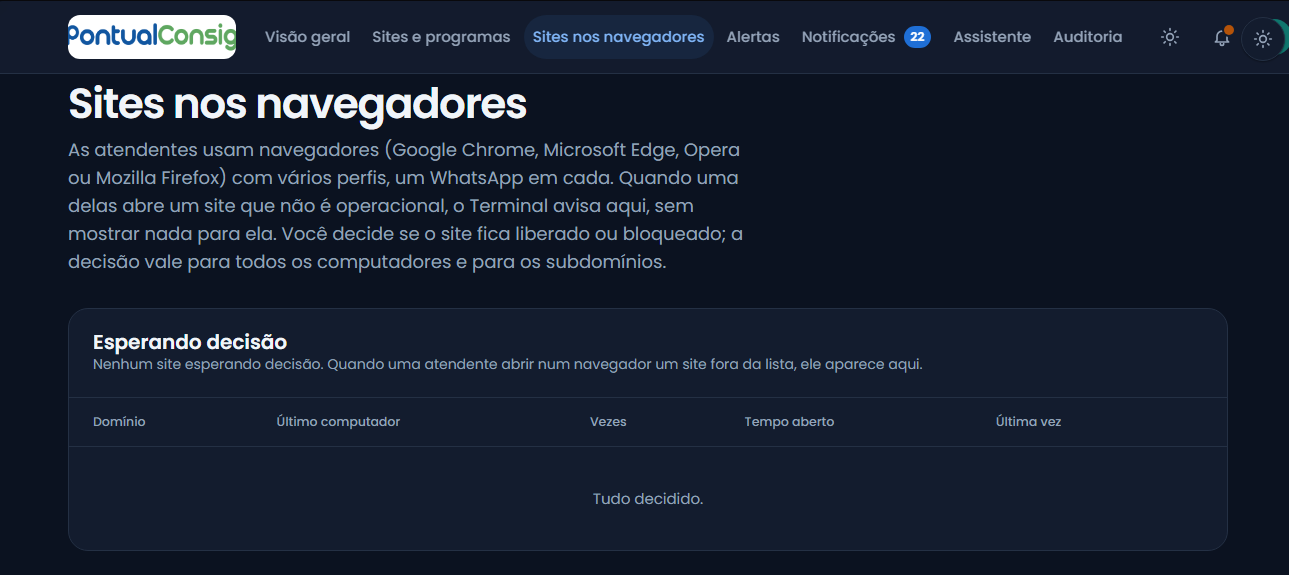 PontualConsig
Visão geral
Sites e programas
Sites nos navegadores
Alertas
Notificações 22
Assistente
Auditoria
Sites nos navegadores
As atendentes usam navegadores (Google Chrome, Microsoft Edge, Opera
ou Mozilla Firefox) com vários perfis, um WhatsApp em cada. Quando uma
delas abre um site que não é operacional, o Terminal avisa aqui, sem
mostrar nada para ela. Você decide se o site fica liberado ou bloqueado; a
decisão vale para todos os computadores e para os subdomínios.
Esperando decisão
Nenhum site esperando decisão. Quando uma atendente abrir num navegador um site fora da lista, ele aparece aqui.
Domínio
Último computador
Vezes
Tempo aberto
Última vez
Tudo decidido.